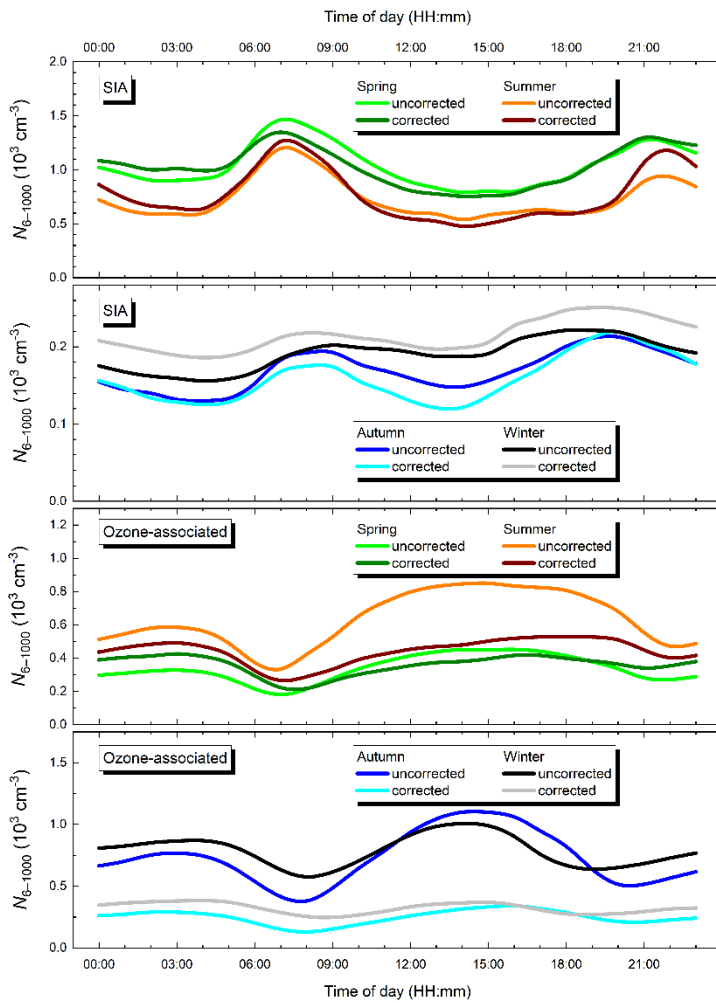 Time of day (HH:mm)
00:00 03:00 06:00 09:00 12:00 15:00 18:00 21:00
2.0
SIA
Spring Summer
uncorrected uncorrected
corrected corrected
1.5
1.0
0.5
0.0
N6–1000 (10³ cm⁻³)
SIA
0.2
0.1
0.0
N6–1000 (10³ cm⁻³)
Autumn Winter
uncorrected uncorrected
corrected corrected
Ozone-associated
Spring Summer
uncorrected uncorrected
corrected corrected
1.2
1.0
0.8
0.6
0.4
0.2
0.0
N6–1000 (10³ cm⁻³)
Ozone-associated
Autumn Winter
uncorrected uncorrected
corrected corrected
1.5
1.0
0.5
0.0
N6–1000 (10³ cm⁻³)
00:00 03:00 06:00 09:00 12:00 15:00 18:00 21:00
Time of day (HH:mm)